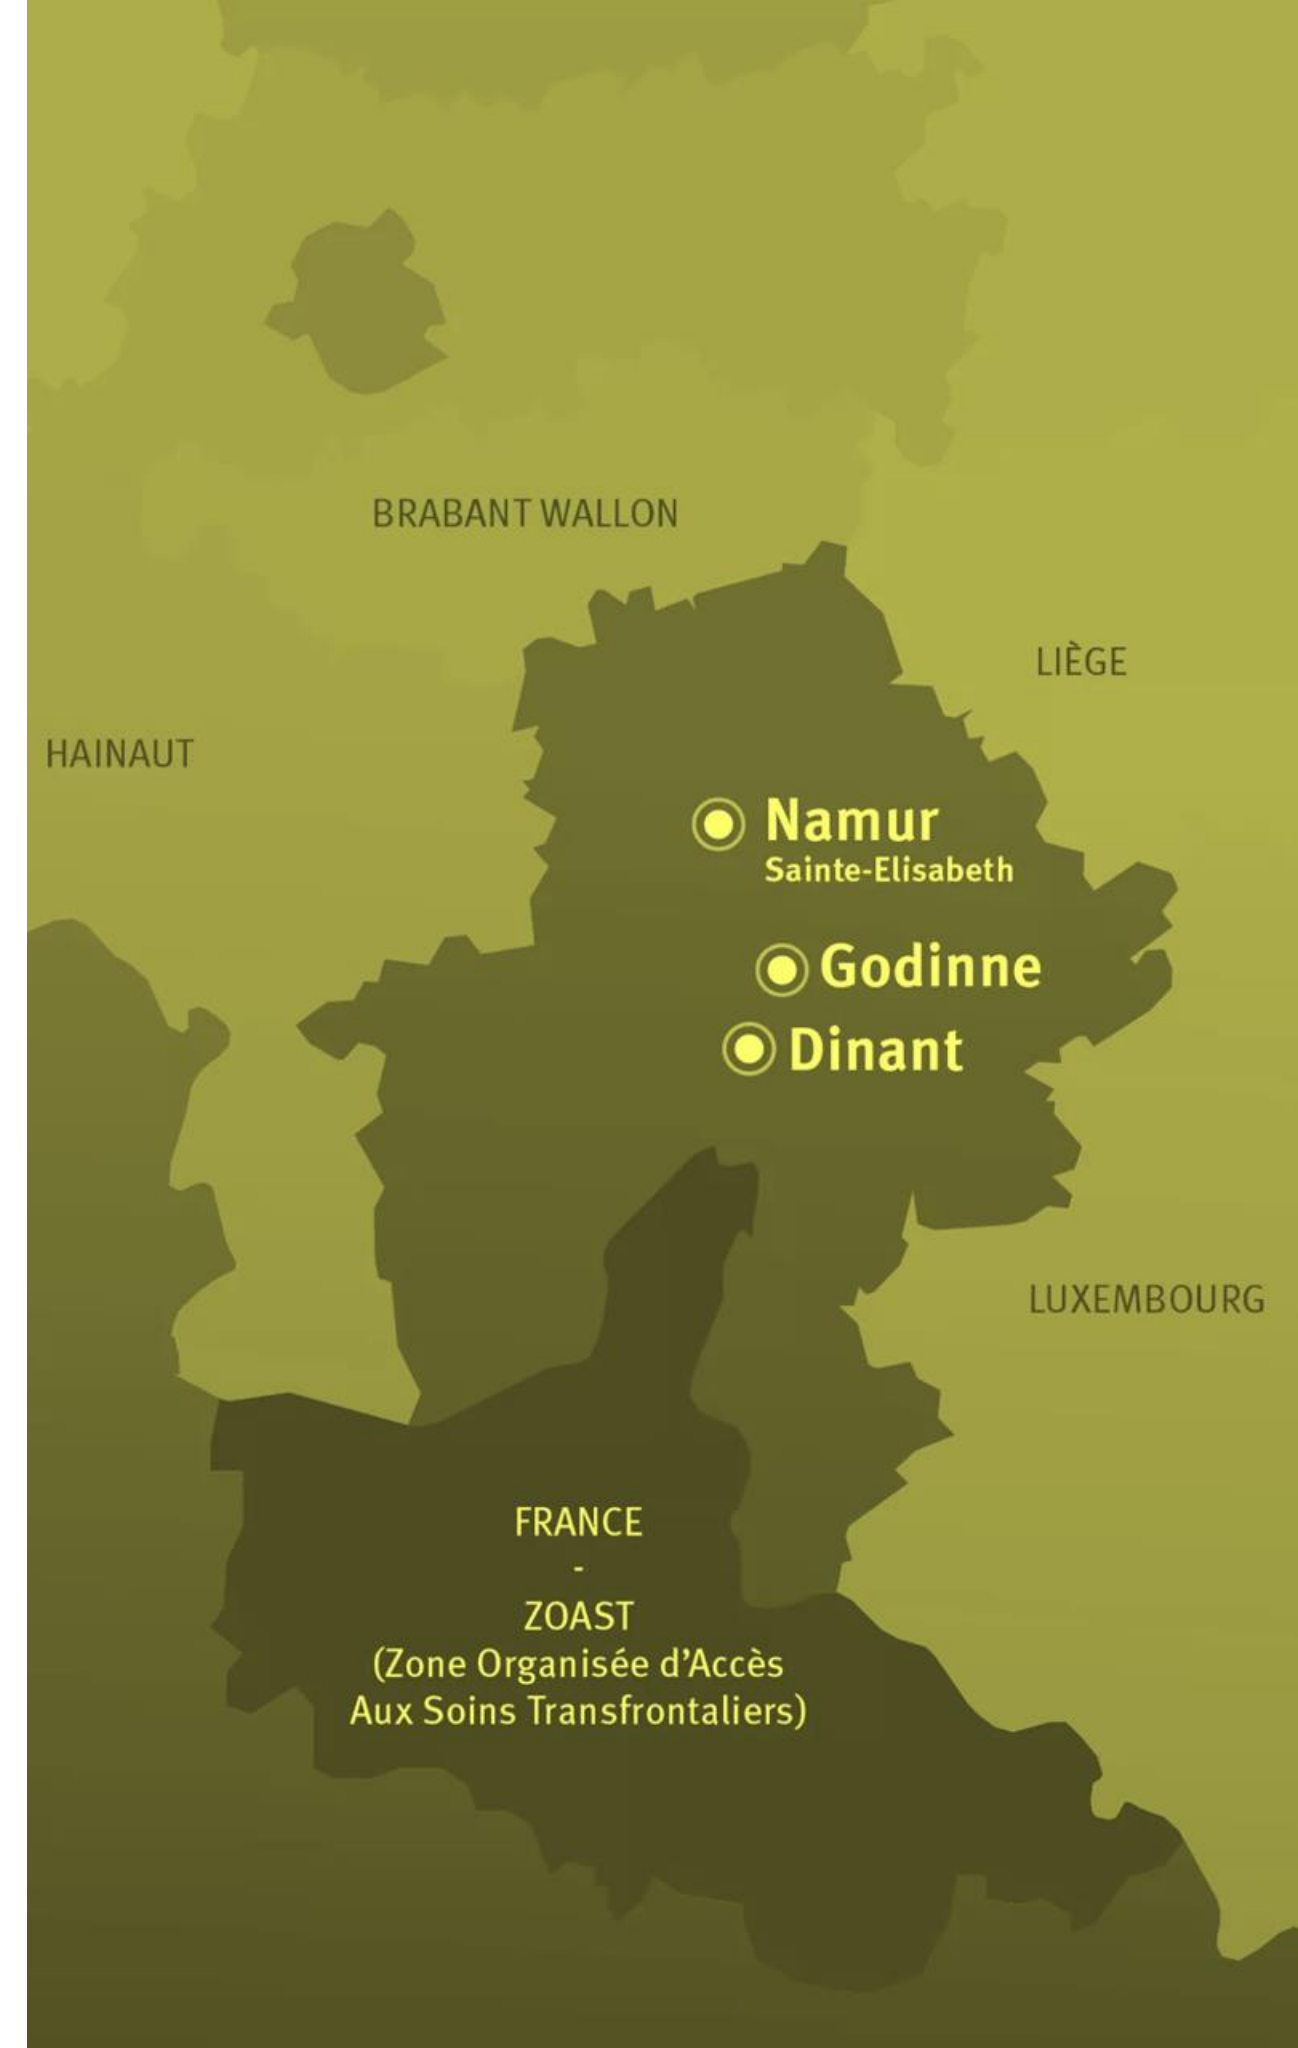 BRABANT WALLON
LIÈGE
HAINAUT
Namur
Sainte-Elisabeth
Godinne
Dinant
LUXEMBOURG
FRANCE
-
ZOAST
(Zone Organisée d’Accès
Aux Soins Transfrontaliers)